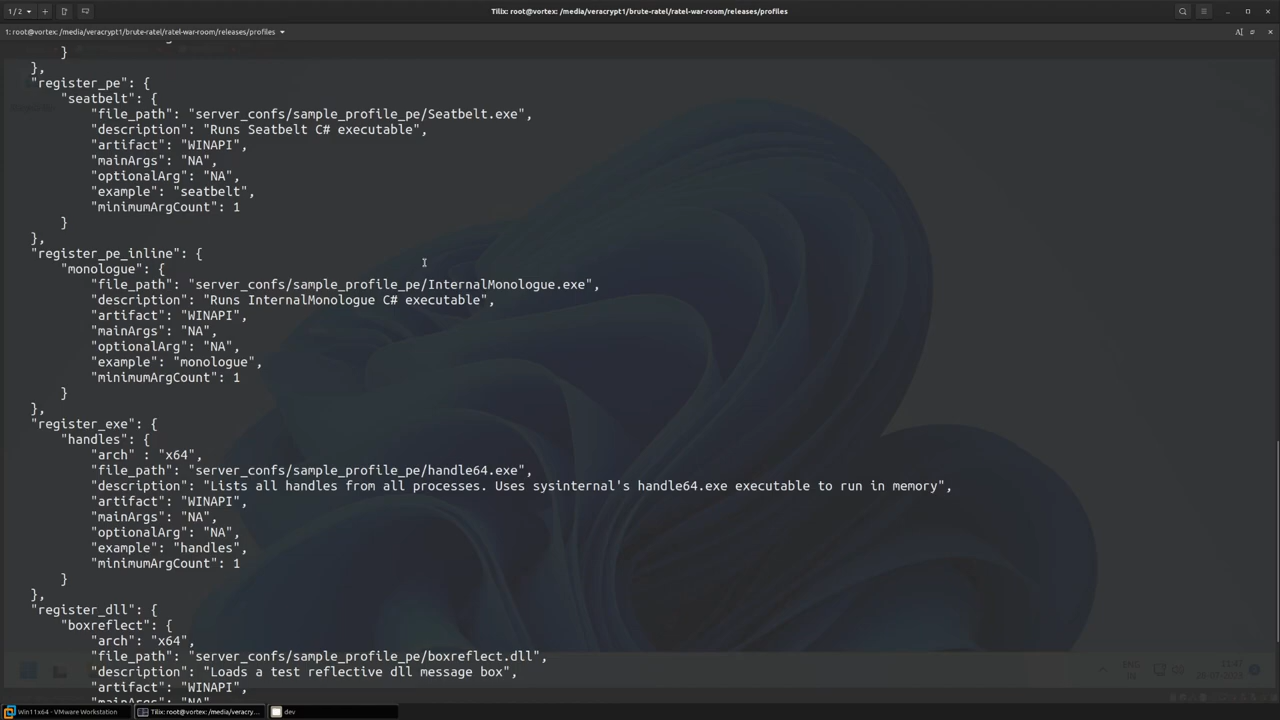 1 / 2
Tilix: root@vortex: /media/veracrypt1/brute-ratel/ratel-war-room/releases/profiles
1: root@vortex: /media/veracrypt1/brute-ratel/ratel-war-room/releases/profiles
}
},
"register_pe": {
"seatbelt": {
"file_path": "server_confs/sample_profile_pe/Seatbelt.exe",
"description": "Runs Seatbelt C# executable",
"artifact": "WINAPI",
"mainArgs": "NA",
"optionalArg": "NA",
"example": "seatbelt",
"minimumArgCount": 1
}
},
"register_pe_inline": {
"monologue": {
"file_path": "server_confs/sample_profile_pe/InternalMonologue.exe",
"description": "Runs InternalMonologue C# executable",
"artifact": "WINAPI",
"mainArgs": "NA",
"optionalArg": "NA",
"example": "monologue",
"minimumArgCount": 1
}
},
"register_exe": {
"handles": {
"arch" : "x64",
"file_path": "server_confs/sample_profile_pe/handle64.exe",
"description": "Lists all handles from all processes. Uses sysinternal's handle64.exe executable to run in memory",
"artifact": "WINAPI",
"mainArgs": "NA",
"optionalArg": "NA",
"example": "handles",
"minimumArgCount": 1
}
},
"register_dll": {
"boxreflect": {
"arch": "x64",
"file_path": "server_confs/sample_profile_pe/boxreflect.dll",
"description": "Loads a test reflective dll message box",
"artifact": "WINAPI",
"mainArgs": "NA"
ENG
IN
Win11x64 - VMware Workstation
Tilix: root@vortex: /media/veracry...
dev